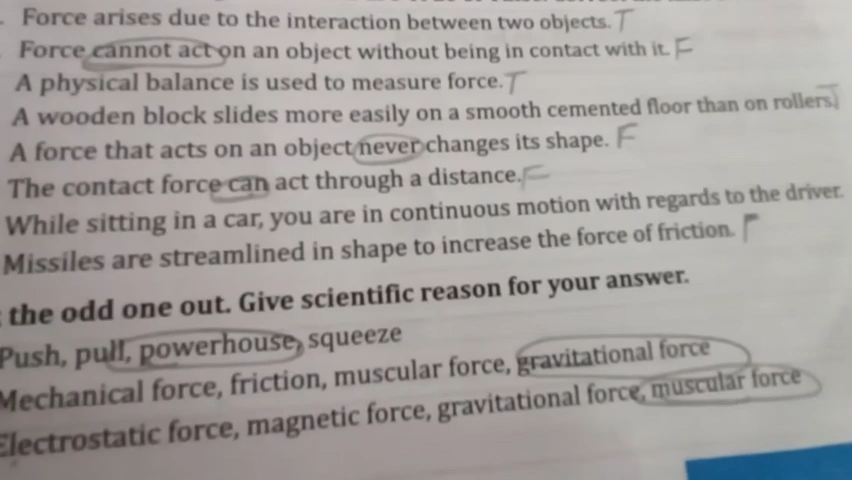 Force arises due to the interaction between two objects. T
Force cannot act on an object without being in contact with it. F
A physical balance is used to measure force. T
A wooden block slides more easily on a smooth cemented floor than on rollers. T
A force that acts on an object never changes its shape. F
The contact force can act through a distance. F
While sitting in a car, you are in continuous motion with regards to the driver.
Missiles are streamlined in shape to increase the force of friction. F
the odd one out. Give scientific reason for your answer.
Push, pull, powerhouse, squeeze
Mechanical force, friction, muscular force, gravitational force
Electrostatic force, magnetic force, gravitational force, muscular force